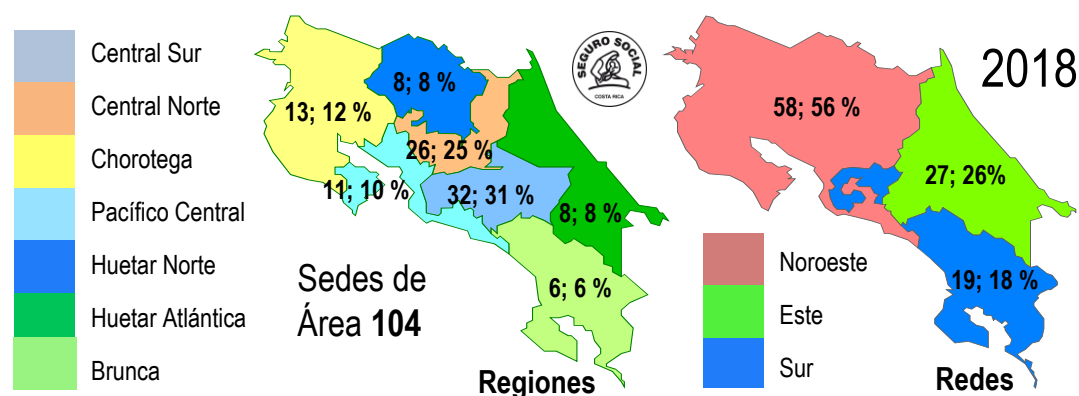 Central Sur
Central Norte
Chorotega
Pacífico Central
Huetar Norte
Huetar Atlántica
Brunca
13; 12 %
8; 8 %
26; 25 %
11; 10 %
32; 31 %
8; 8 %
6; 6 %
Sedes de
Área 104
Regiones
SEGURO SOCIAL
COSTA RICA
2018
58; 56 %
27; 26%
19; 18 %
Noroeste
Este
Sur
Redes